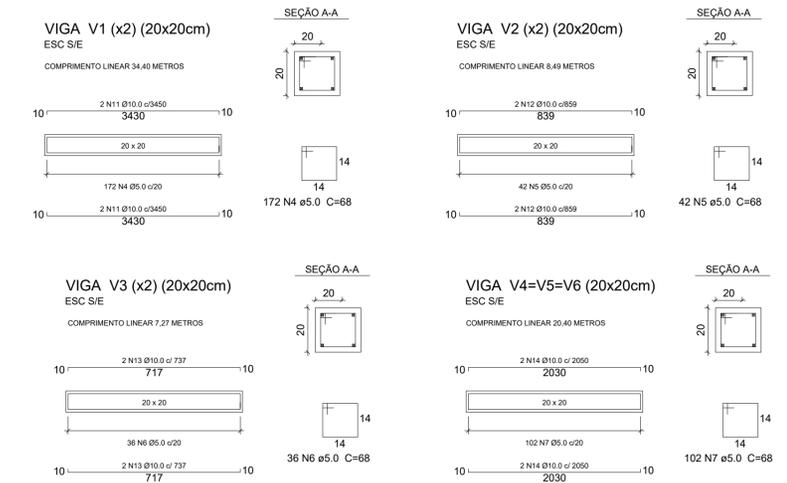 VIGA V1 (x2) (20x20cm)
ESC S/E
COMPRIMENTO LINEAR 34,40 METROS
2 N11 Ø10.0 c/3450
10
3430
10
20 x 20
172 N4 Ø5.0 c/20
2 N11 Ø10.0 c/3450
10
3430
10
SEÇÃO A-A
20
20
14
14
172 N4 ø5.0 C=68
VIGA V2 (x2) (20x20cm)
ESC S/E
COMPRIMENTO LINEAR 8,49 METROS
2 N12 Ø10.0 c/859
10
839
10
20 x 20
42 N5 Ø5.0 c/20
2 N12 Ø10.0 c/859
10
839
10
SEÇÃO A-A
20
20
14
14
42 N5 ø5.0 C=68
VIGA V3 (x2) (20x20cm)
ESC S/E
COMPRIMENTO LINEAR 7,27 METROS
2 N13 Ø10.0 c/ 737
10
717
10
20 x 20
36 N6 Ø5.0 c/20
2 N13 Ø10.0 c/ 737
10
717
10
SEÇÃO A-A
20
20
14
14
36 N6 ø5.0 C=68
VIGA V4=V5=V6 (20x20cm)
ESC S/E
COMPRIMENTO LINEAR 20,40 METROS
2 N14 Ø10.0 c/ 2050
10
2030
10
20 x 20
102 N7 Ø5.0 c/20
2 N14 Ø10.0 c/ 2050
10
2030
10
SEÇÃO A-A
20
20
14
14
102 N7 ø5.0 C=68